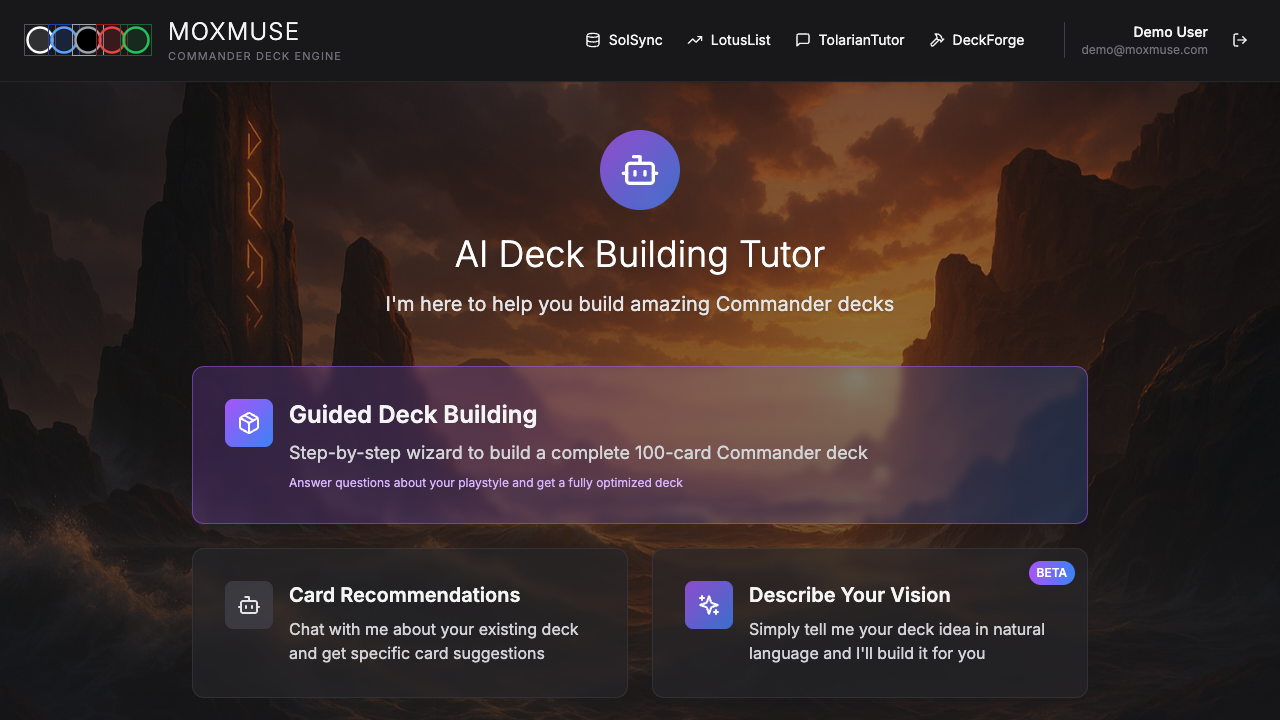 MOXMUSE
COMMANDER DECK ENGINE
SolSync
LotusList
TolarianTutor
DeckForge
Demo User
demo@moxmuse.com
AI Deck Building Tutor
I'm here to help you build amazing Commander decks
Guided Deck Building
Step-by-step wizard to build a complete 100-card Commander deck
Answer questions about your playstyle and get a fully optimized deck
Card Recommendations
Chat with me about your existing deck
and get specific card suggestions
BETA
Describe Your Vision
Simply tell me your deck idea in natural
language and I'll build it for you